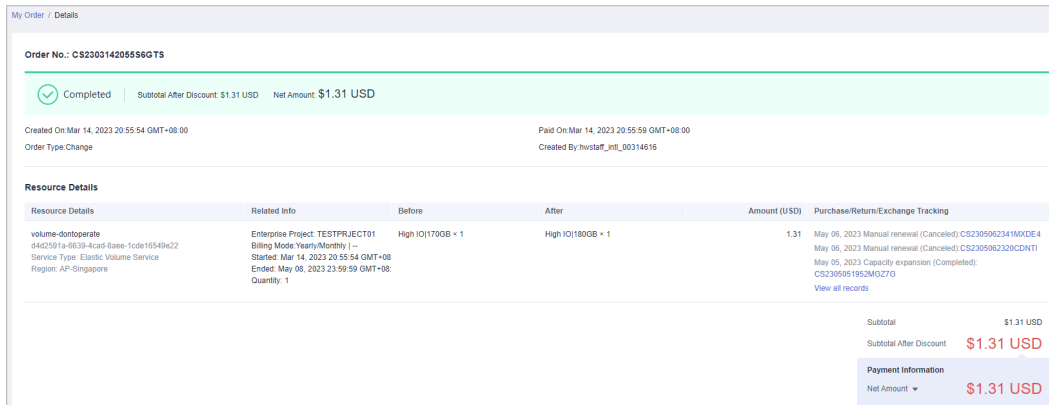 My Order / Details
Order No.: CS2303142055S6GTS
Completed Subtotal After Discount: $1.31 USD Net Amount: $1.31 USD
Created On:Mar 14, 2023 20:55:54 GMT+08:00 Paid On:Mar 14, 2023 20:55:59 GMT+08:00
Order Type:Change Created By:hwstaff_intl_00314616
Resource Details
Resource Details Related Info Before After Amount (USD) Purchase/Return/Exchange Tracking
volume-dontoperate Enterprise Project: TESTPRJECT01 High IO|170GB × 1 High IO|180GB × 1 1.31 May 06, 2023 Manual renewal (Canceled):CS2305062341MXDE4
d4d2591a-6639-4cad-8aee-1cde16549e22 Billing Mode:Yearly/Monthly | -- May 06, 2023 Manual renewal (Canceled):CS2305062320CDNTI
Service Type: Elastic Volume Service Started: Mar 14, 2023 20:55:54 GMT+08 May 05, 2023 Capacity expansion (Completed):
Region: AP-Singapore Ended: May 08, 2023 23:59:59 GMT+08: CS2305051952MGZ7G
Quantity: 1 View all records
Subtotal $1.31 USD
Subtotal After Discount $1.31 USD
Payment Information
Net Amount $1.31 USD